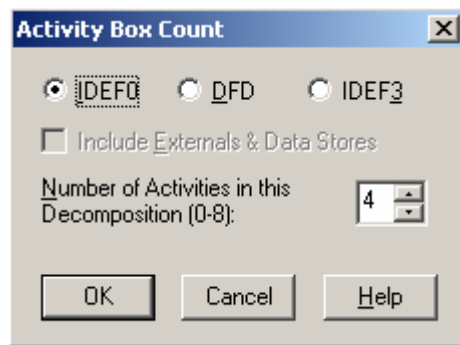 Activity Box Count
IDEF0 DFD IDEF3
Include Externals & Data Stores
Number of Activities in this
Decomposition (0-8):
4
OK Cancel Help